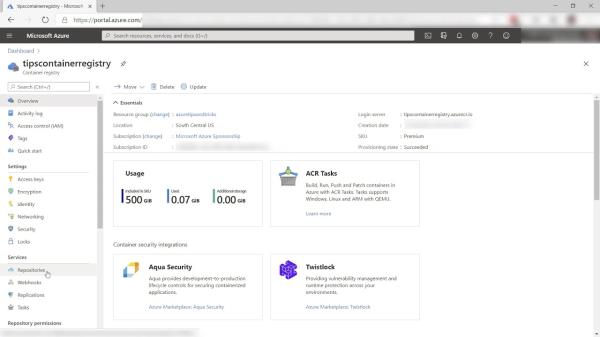 tipscontainerregistry - Micros
https://portal.azure.com/
Microsoft Azure
Search resources, services, and docs (G+/)
Dashboard
tipscontainerregistry
Container registry
Search (Ctrl+/)
Move
Delete
Update
Overview
Activity log
Access control (IAM)
Tags
Quick start
Settings
Access keys
Encryption
Identity
Networking
Security
Locks
Services
Repositories
Webhooks
Replications
Tasks
Repository permissions
Essentials
Resource group (change) : azuretipsandtricks
Location : South Central US
Subscription (change) : Microsoft Azure Sponsorship
Subscription ID :
Login server : tipscontainerregistry.azurecr.io
Creation date :
SKU : Premium
Provisioning state : Succeeded
Usage
Included in SKU
500 GiB
Used
0.07 GiB
Additional storage
0.00 GiB
ACR Tasks
Build, Run, Push and Patch containers in
Azure with ACR Tasks. Tasks supports
Windows, Linux and ARM with QEMU.
Learn more
Container security integrations
Aqua Security
Aqua provides development-to-production
lifecycle controls for securing containerized
applications.
Azure Marketplace: Aqua Security
Twistlock
Providing vulnerability management and
runtime protection across your
environments.
Azure Marketplace: Twistlock